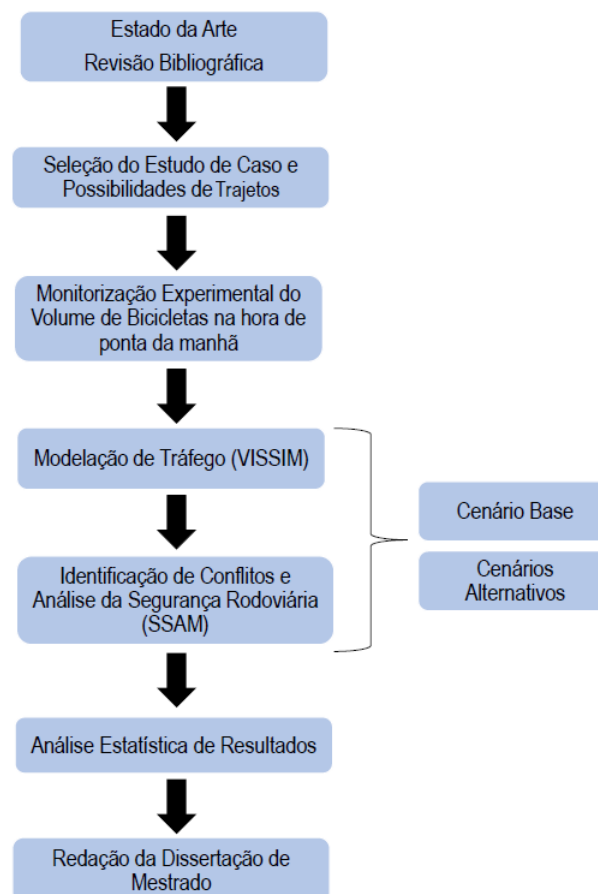 Estado da Arte
Revisão Bibliográfica
Seleção do Estudo de Caso e
Possibilidades de Trajetos
Monitorização Experimental do
Volume de Bicicletas na hora de
ponta da manhã
Modelação de Tráfego (VISSIM)
Identificação de Conflitos e
Análise da Segurança Rodoviária
(SSAM)
Cenário Base
Cenários
Alternativos
Análise Estatística de Resultados
Redação da Dissertação de
Mestrado